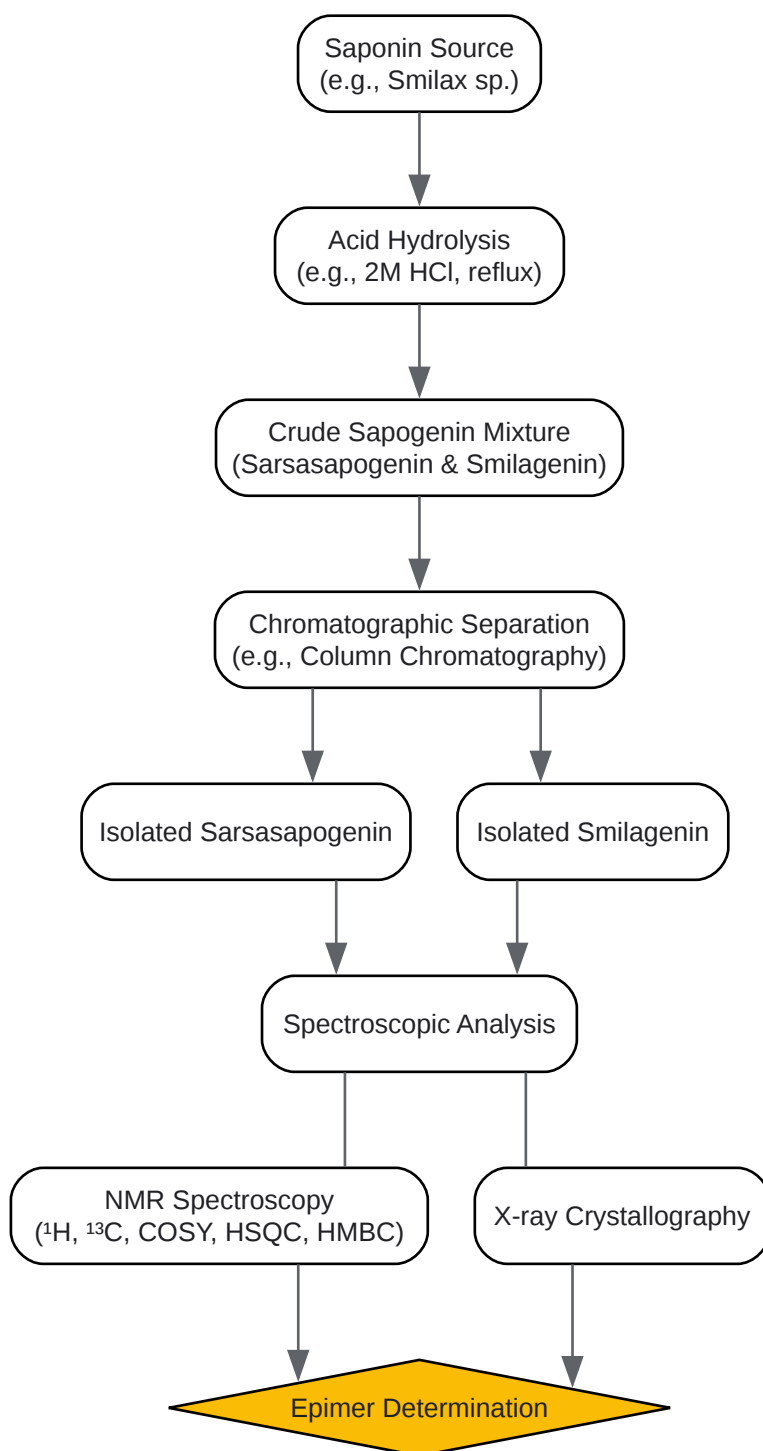 Saponin Source
(e.g., Smilax sp.)
Acid Hydrolysis
(e.g., 2M HCl, reflux)
Crude Sapogenin Mixture
(Sarsasapogenin & Smilagenin)
Chromatographic Separation
(e.g., Column Chromatography)
Isolated Sarsasapogenin
Isolated Smilagenin
Spectroscopic Analysis
NMR Spectroscopy
(¹H, ¹³C, COSY, HSQC, HMBC)
X-ray Crystallography
Epimer Determination